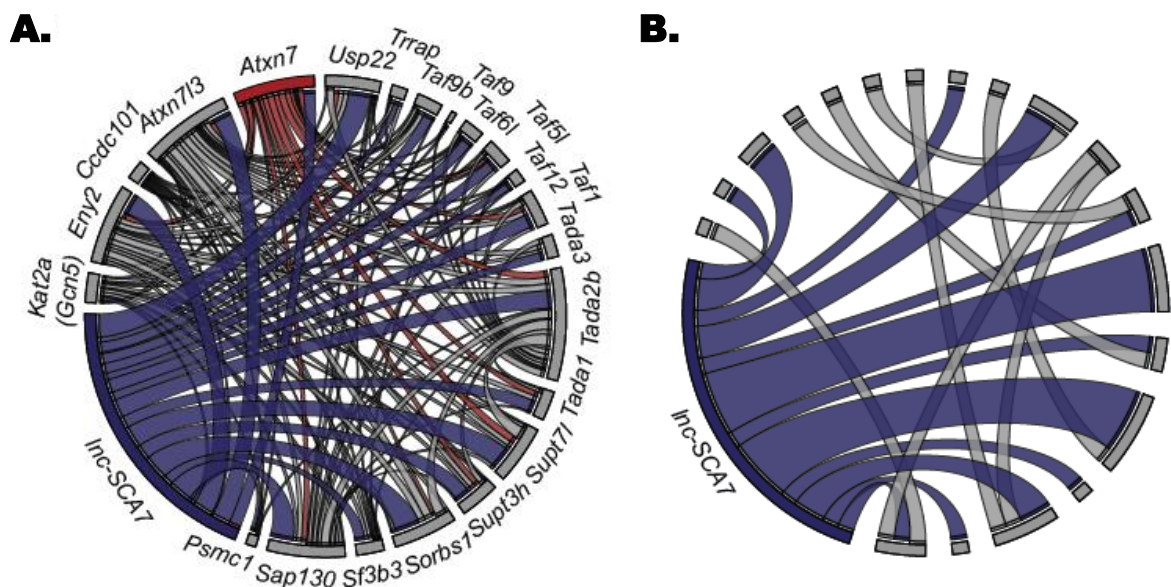 A.
B.
Atxn7
Usp22
Trrap
Taf9b
Taf9
Taf6l
Taf5l
Taf12
Taf1
Tada3
Tada2b
Tada1
Supt7l
Supt3h
Sorbs1
Sf3b3
Sap130
Psmc1
lnc-SCA7
Kat2a
(Gcn5)
Eny2
Ccdc101
Atxn7l3
lnc-SCA7